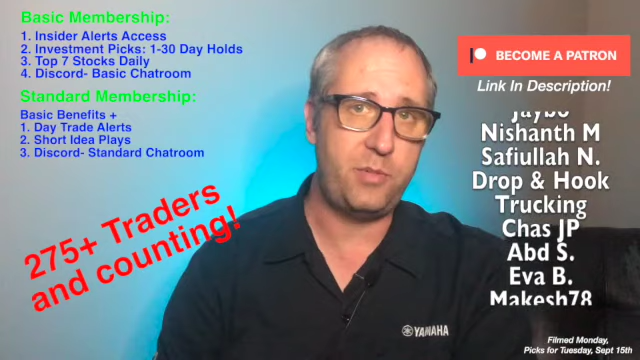 Basic Membership:
1. Insider Alerts Access
2. Investment Picks: 1-30 Day Holds
3. Top 7 Stocks Daily
4. Discord- Basic Chatroom
Standard Membership:
Basic Benefits +
1. Day Trade Alerts
2. Short Idea Plays
3. Discord- Standard Chatroom
275+ Traders
and counting!
BECOME A PATRON
Link In Description!
Jaybo
Nishanth M
Safiullah N.
Drop & Hook
Trucking
Chas JP
Abd S.
Eva B.
Makesh78
YAMAHA
Filmed Monday,
Picks for Tuesday, Sept 15th